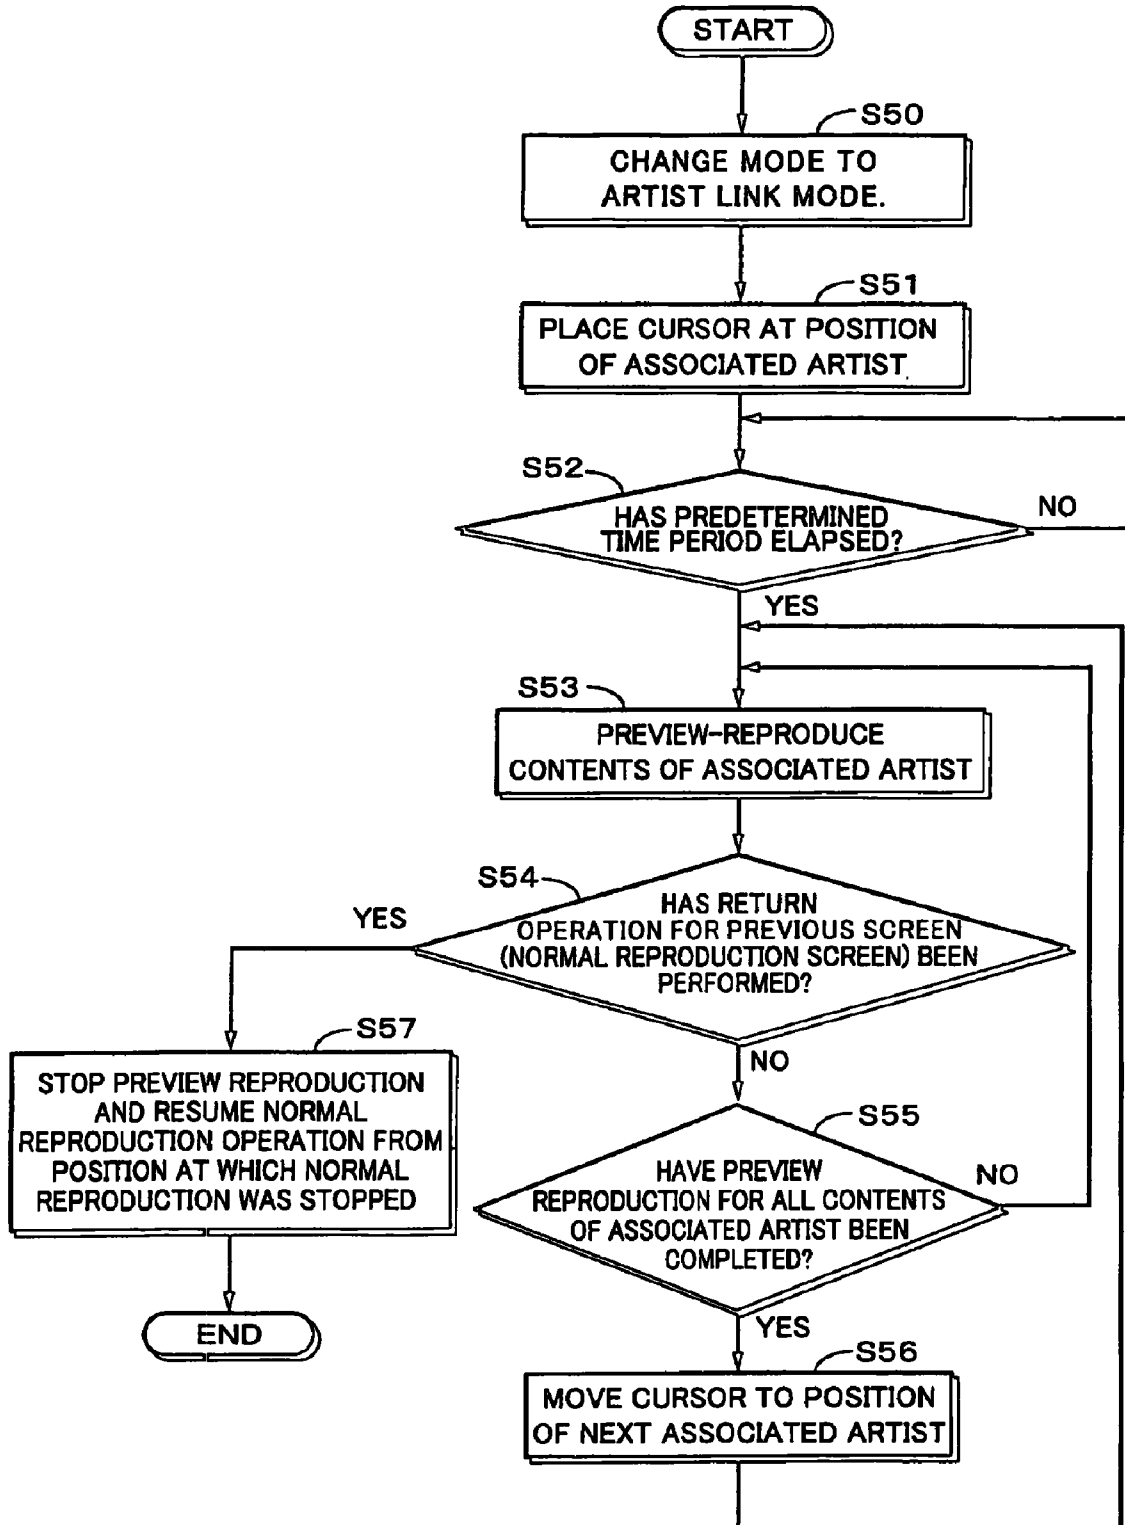 START
S50
CHANGE MODE TO
ARTIST LINK MODE.
S51
PLACE CURSOR AT POSITION
OF ASSOCIATED ARTIST
S52
HAS PREDETERMINED
TIME PERIOD ELAPSED?
NO
YES
S53
PREVIEW-REPRODUCE
CONTENTS OF ASSOCIATED ARTIST
S54
HAS RETURN
OPERATION FOR PREVIOUS SCREEN
(NORMAL REPRODUCTION SCREEN) BEEN
PERFORMED?
YES
NO
S57
STOP PREVIEW REPRODUCTION
AND RESUME NORMAL
REPRODUCTION OPERATION FROM
POSITION AT WHICH NORMAL
REPRODUCTION WAS STOPPED
END
S55
HAVE PREVIEW
REPRODUCTION FOR ALL CONTENTS
OF ASSOCIATED ARTIST BEEN
COMPLETED?
NO
YES
S56
MOVE CURSOR TO POSITION
OF NEXT ASSOCIATED ARTIST